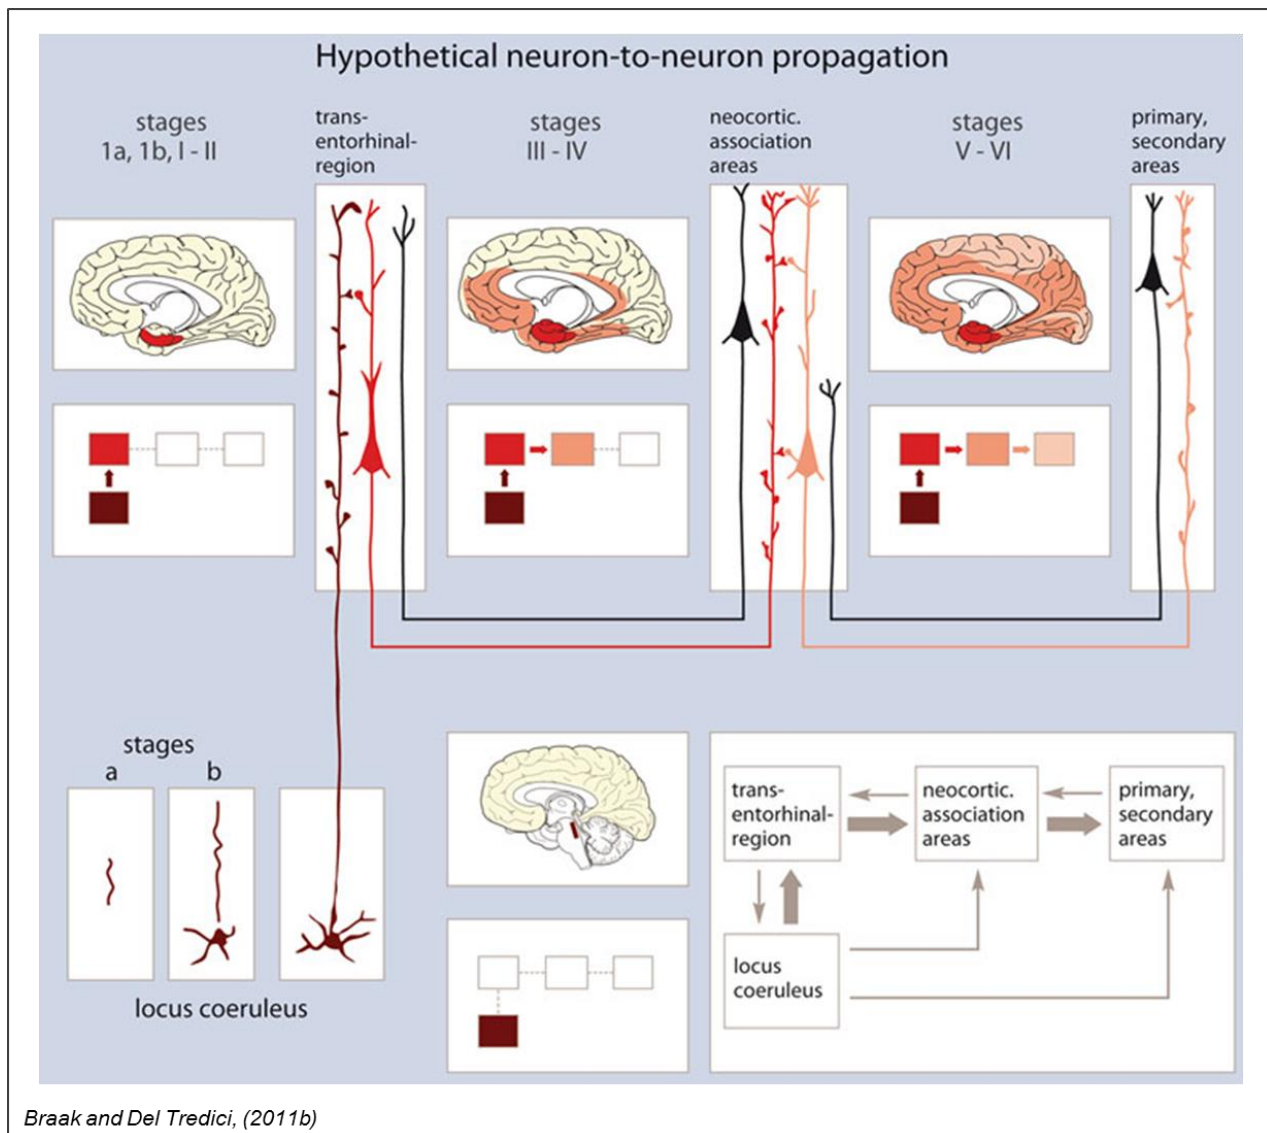 Hypothetical neuron-to-neuron propagation
stages
1a, 1b, I - II
trans-
entorhinal-
region
stages
III - IV
neocortic.
association
areas
stages
V - VI
primary,
secondary
areas
stages
a
b
locus coeruleus
trans-
entorhinal-
region
neocortic.
association
areas
primary,
secondary
areas
locus
coeruleus
Braak and Del Tredici, (2011b)